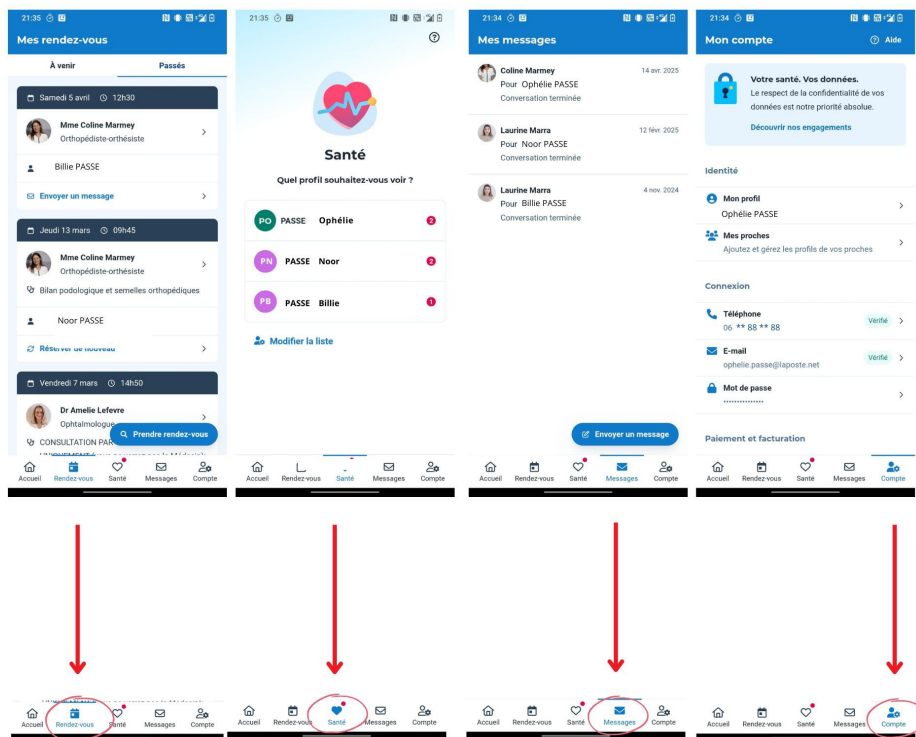 21:35
Mes rendez-vous
À venir Passés
Samedi 5 avril 12h30
Mme Coline Marmey
Orthopédiste-orthésiste
Billie PASSE
Envoyer un message
Jeudi 13 mars 09h45
Mme Coline Marmey
Orthopédiste-orthésiste
Bilan podologique et semelles orthopédiques
Noor PASSE
Réserver de nouveau
Vendredi 7 mars 14h50
Dr Amelie Lefevre
Ophtalmologue
Prendre rendez-vous
CONSULTATION PAR
Accueil Rendez-vous Santé Messages Compte
21:35
Santé
Quel profil souhaitez-vous voir ?
PO PASSE Ophélie 2
PN PASSE Noor 2
PB PASSE Billie 1
Modifier la liste
Accueil Rendez-vous Santé Messages Compte
21:34
Mes messages
Coline Marmey 14 avr. 2025
Pour Ophélie PASSE
Conversation terminée
Laurine Marra 12 févr. 2025
Pour Noor PASSE
Conversation terminée
Laurine Marra 4 nov. 2024
Pour Billie PASSE
Conversation terminée
Envoyer un message
Accueil Rendez-vous Santé Messages Compte
21:34
Mon compte Aide
Votre santé. Vos données.
Le respect de la confidentialité de vos
données est notre priorité absolue.
Découvrir nos engagements
Identité
Mon profil
Ophélie PASSE
Mes proches
Ajoutez et gérez les profils de vos proches
Connexion
Téléphone
06 ** 88 ** 88 Vérifié
E-mail
ophelie.passe@laposte.net Vérifié
Mot de passe
•••••••••••••••
Paiement et facturation
Accueil Rendez-vous Santé Messages Compte
Accueil Rendez-vous Santé Messages Compte
Accueil Rendez-vous Santé Messages Compte
Accueil Rendez-vous Santé Messages Compte
Accueil Rendez-vous Santé Messages Compte